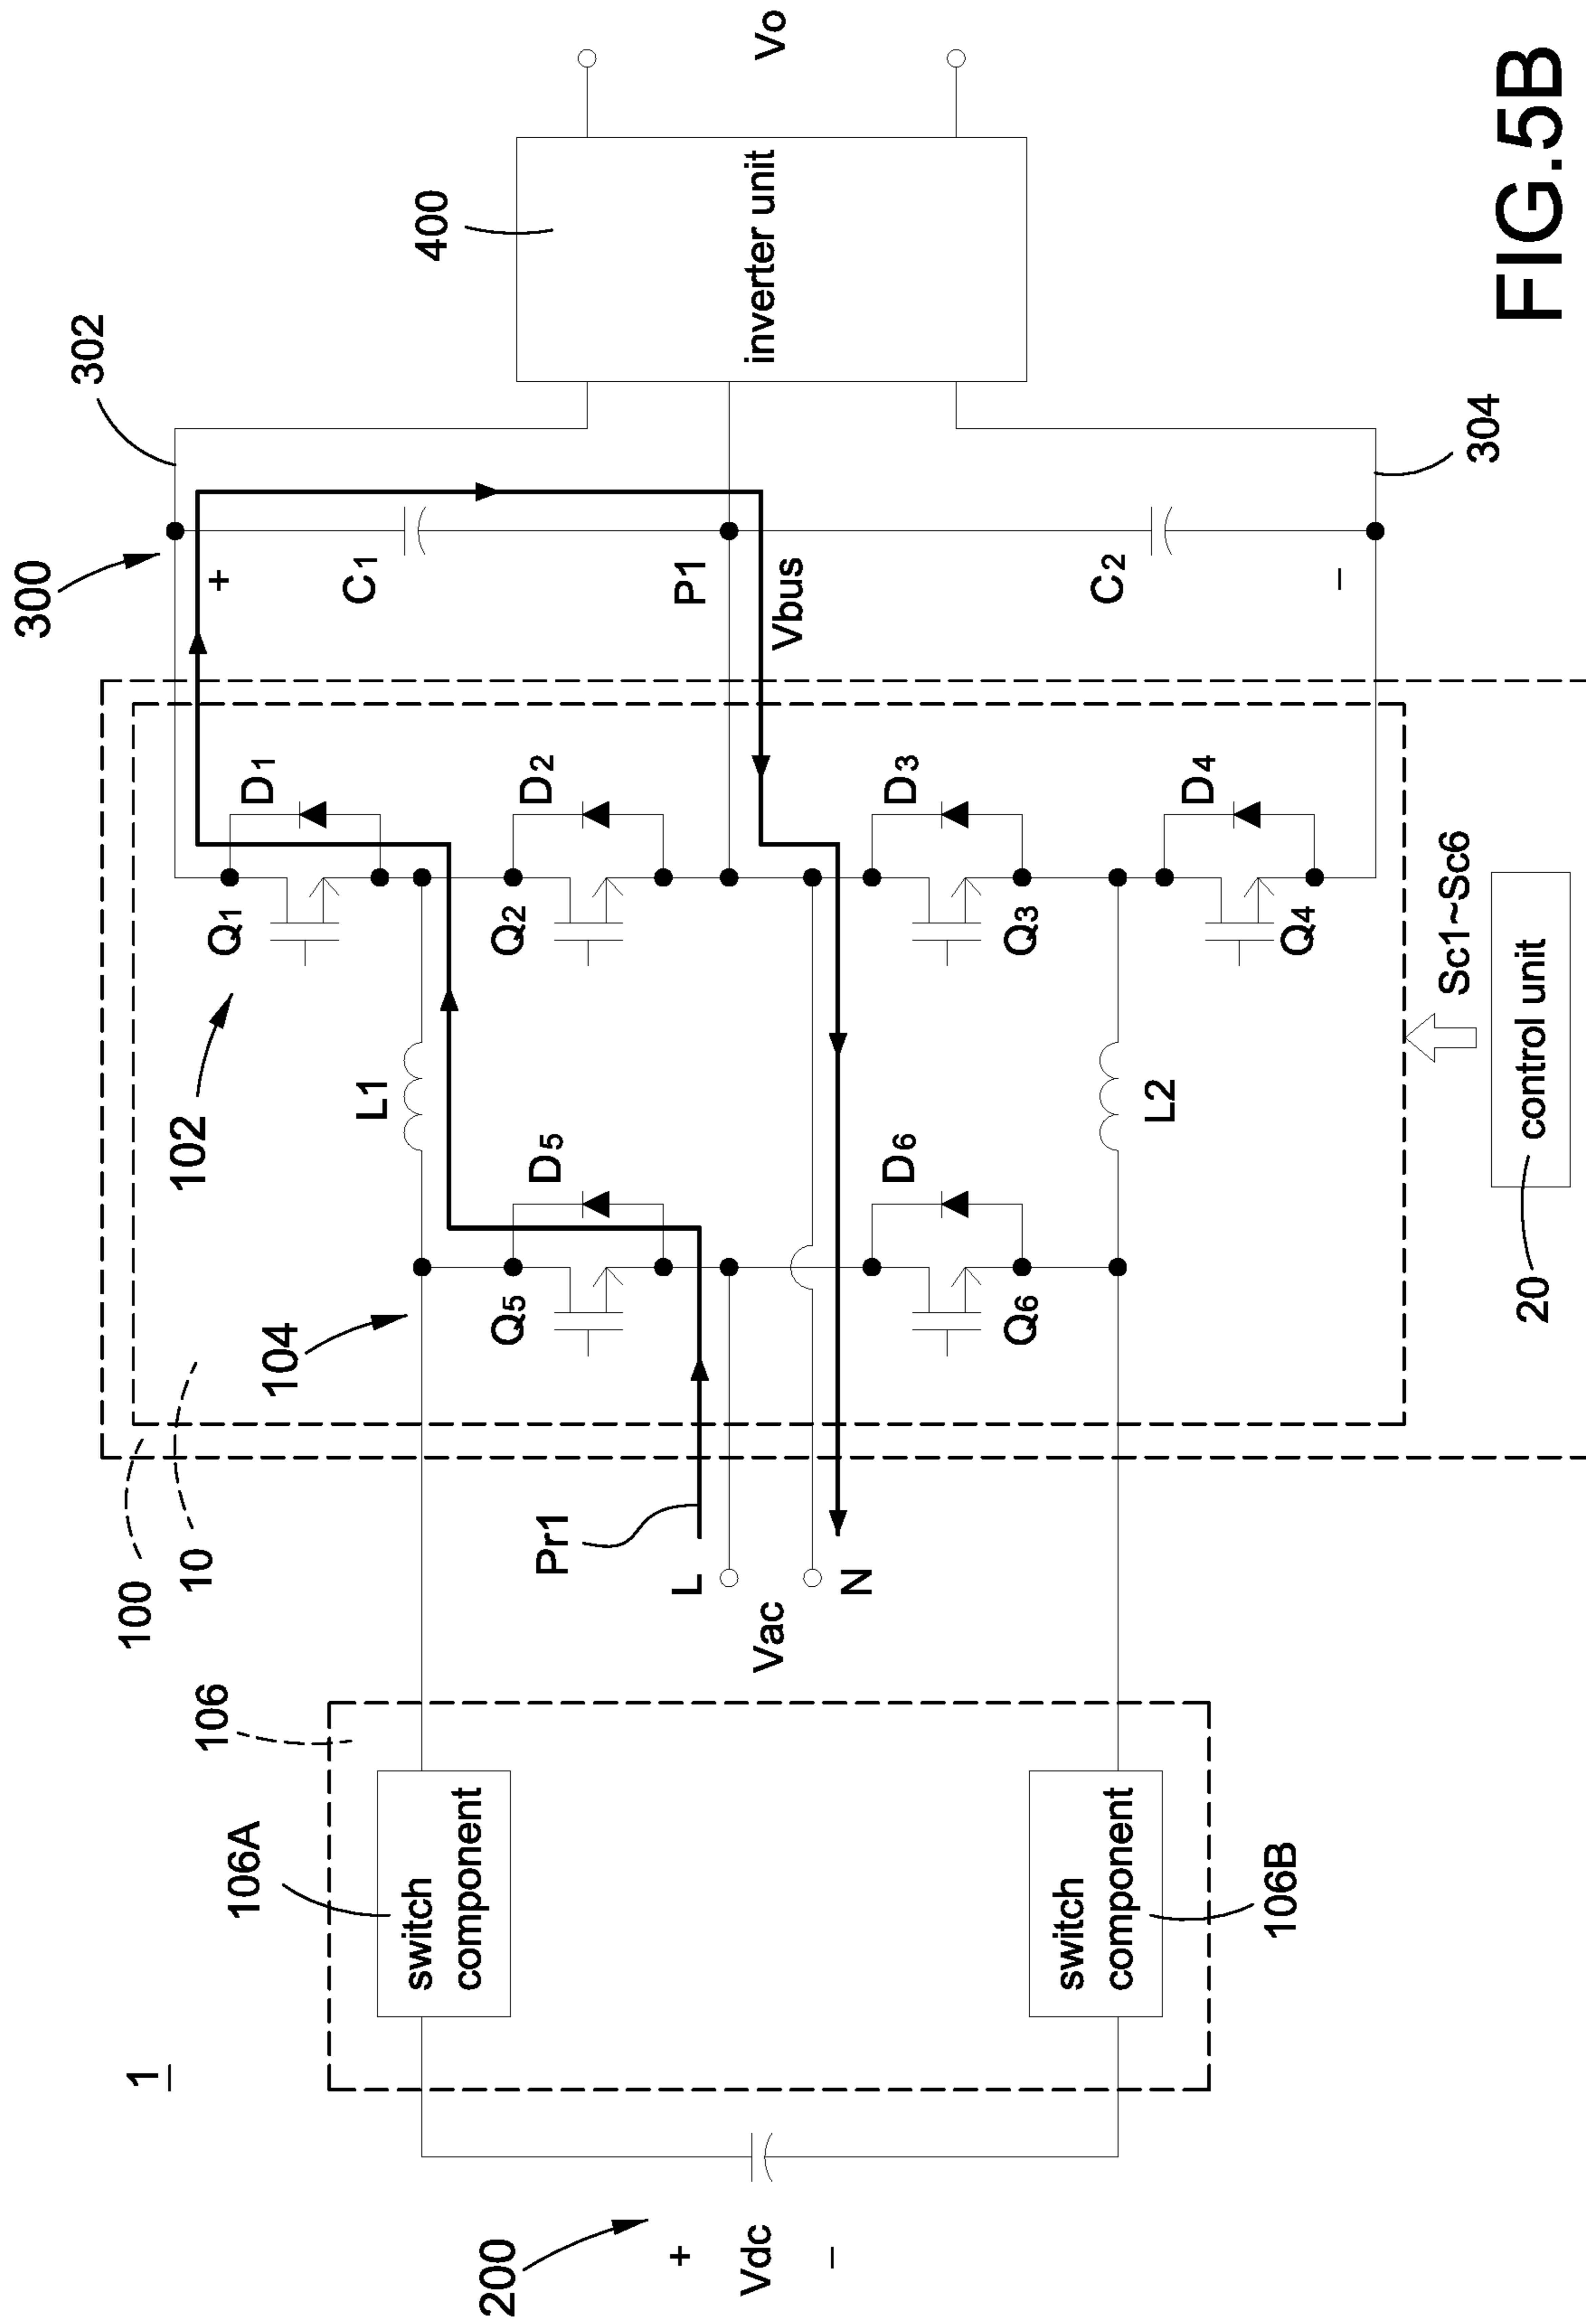 1
200
+
Vdc
−
106
106A
switch
component
106B
switch
component
100
10
Pr1
L
Vac
N
104
102
Q5
D5
Q6
D6
L1
L2
Q1
D1
Q2
D2
Q3
D3
Q4
D4
20
control unit
Sc1~Sc6
300
302
+
C1
P1
Vbus
C2
−
304
400
inverter unit
Vo
FIG.5B